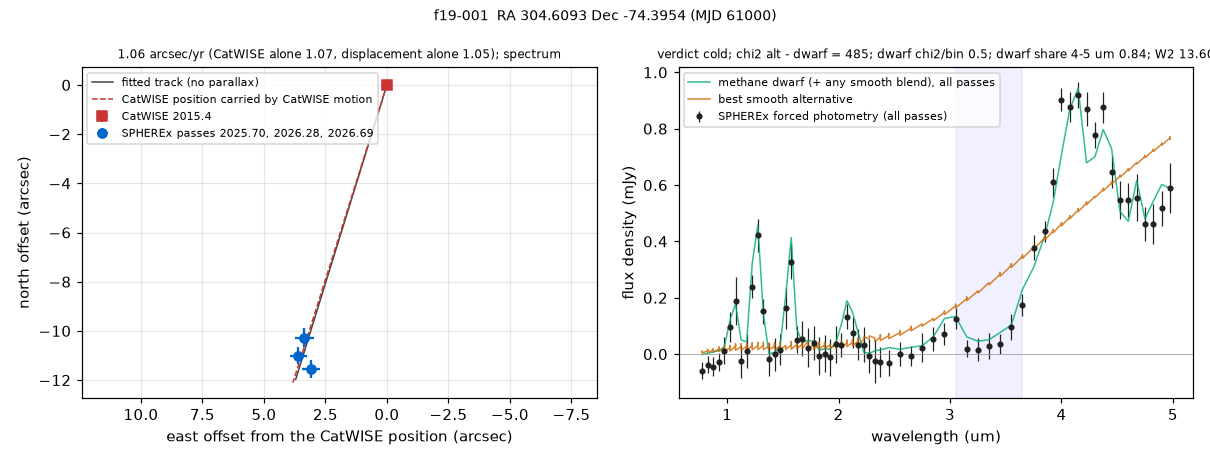 f19-001 RA 304.6093 Dec -74.3954 (MJD 61000)
1.06 arcsec/yr (CatWISE alone 1.07, displacement alone 1.05); spectrum
fitted track (no parallax)
CatWISE position carried by CatWISE motion
CatWISE 2015.4
SPHEREx passes 2025.70, 2026.28, 2026.69
0
−2
−4
−6
−8
−10
−12
north offset (arcsec)
10.0 7.5 5.0 2.5 0.0 −2.5 −5.0 −7.5
east offset from the CatWISE position (arcsec)
verdict cold; chi2 alt - dwarf = 485; dwarf chi2/bin 0.5; dwarf share 4-5 um 0.84; W2 13.60
methane dwarf (+ any smooth blend), all passes
best smooth alternative
SPHEREx forced photometry (all passes)
1.0
0.8
0.6
0.4
0.2
0.0
flux density (mJy)
1 2 3 4 5
wavelength (um)